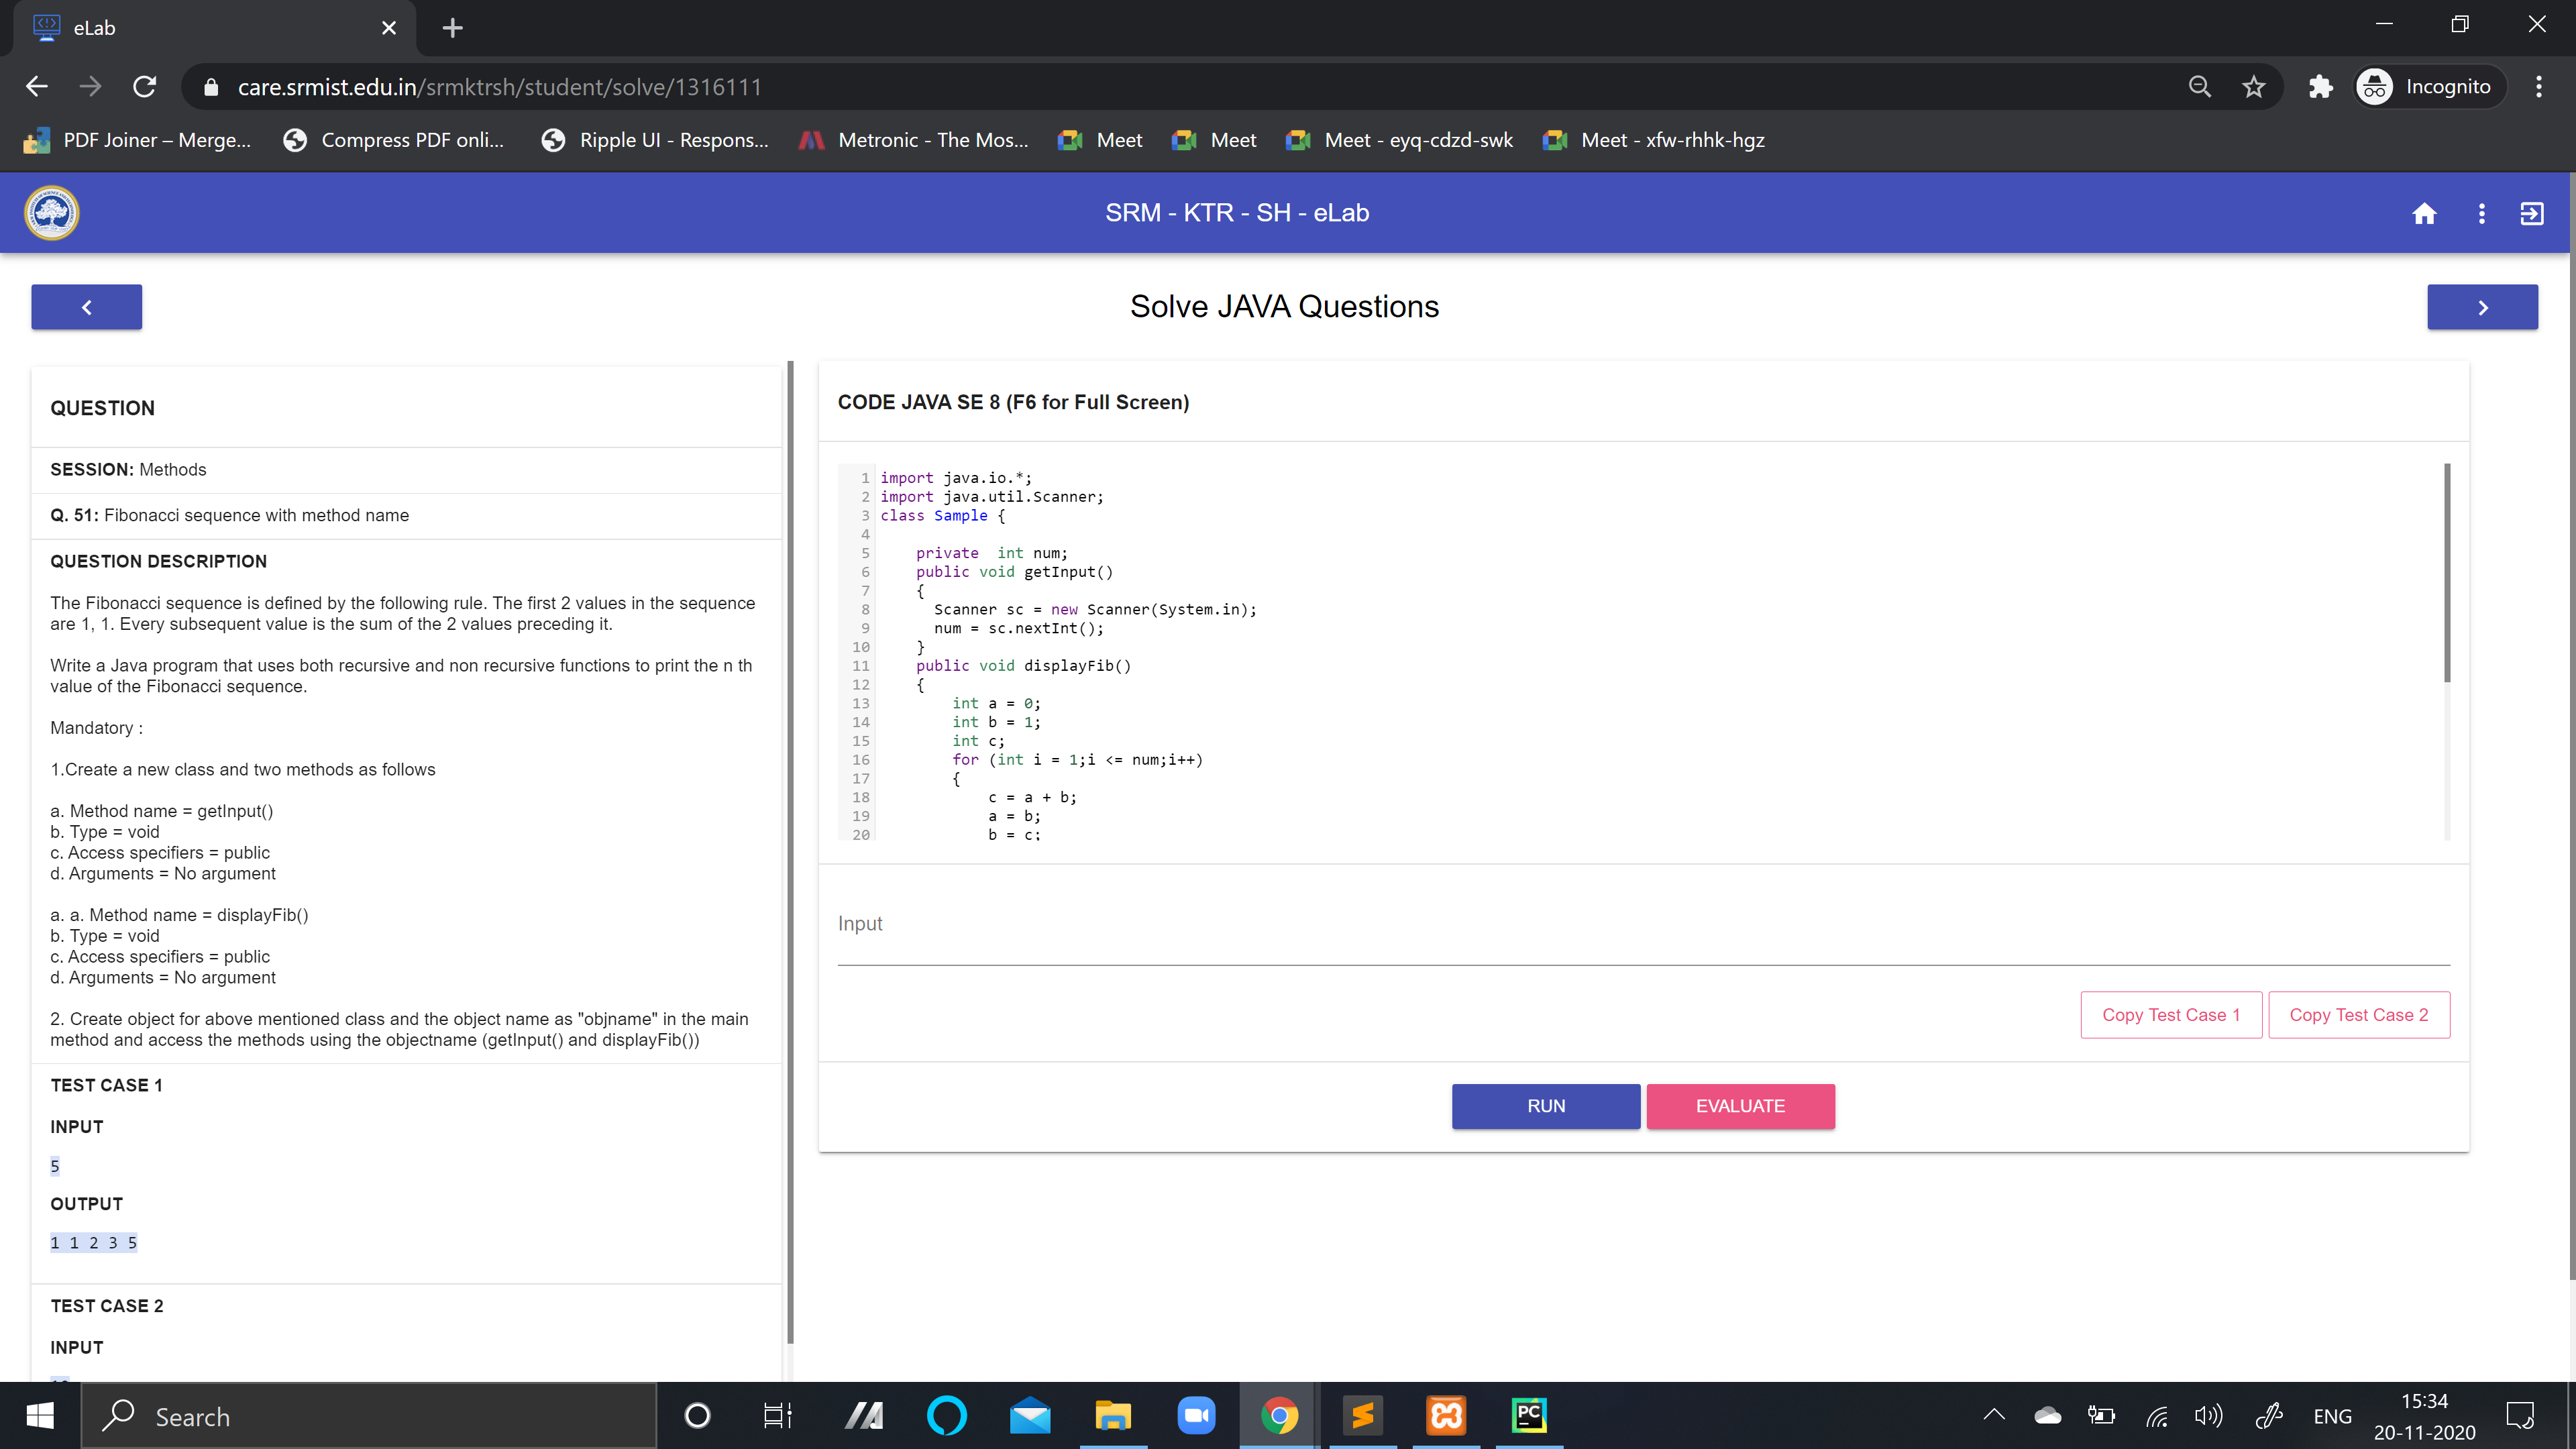 eLab
care.srmist.edu.in/srmktrsh/student/solve/1316111
Incognito
PDF Joiner – Merge...
Compress PDF onli...
Ripple UI - Respons...
Metronic - The Mos...
Meet
Meet
Meet - eyq-cdzd-swk
Meet - xfw-rhhk-hgz
SRM - KTR - SH - eLab
Solve JAVA Questions
QUESTION
SESSION: Methods
Q. 51: Fibonacci sequence with method name
QUESTION DESCRIPTION
The Fibonacci sequence is defined by the following rule. The first 2 values in the sequence
are 1, 1. Every subsequent value is the sum of the 2 values preceding it.
Write a Java program that uses both recursive and non recursive functions to print the n th
value of the Fibonacci sequence.
Mandatory :
1.Create a new class and two methods as follows
a. Method name = getInput()
b. Type = void
c. Access specifiers = public
d. Arguments = No argument
a. a. Method name = displayFib()
b. Type = void
c. Access specifiers = public
d. Arguments = No argument
2. Create object for above mentioned class and the object name as "objname" in the main
method and access the methods using the objectname (getInput() and displayFib())
TEST CASE 1
INPUT
5
OUTPUT
1 1 2 3 5
TEST CASE 2
INPUT
CODE JAVA SE 8 (F6 for Full Screen)
1 import java.io.*;
2 import java.util.Scanner;
3 class Sample {
4
5 private  int num;
6 public void getInput()
7 {
8 Scanner sc = new Scanner(System.in);
9 num = sc.nextInt();
10 }
11 public void displayFib()
12 {
13 int a = 0;
14 int b = 1;
15 int c;
16 for (int i = 1;i <= num;i++)
17 {
18 c = a + b;
19 a = b;
20 b = c;
Input
Copy Test Case 1
Copy Test Case 2
RUN
EVALUATE
Search
PC
ENG
15:34
20-11-2020